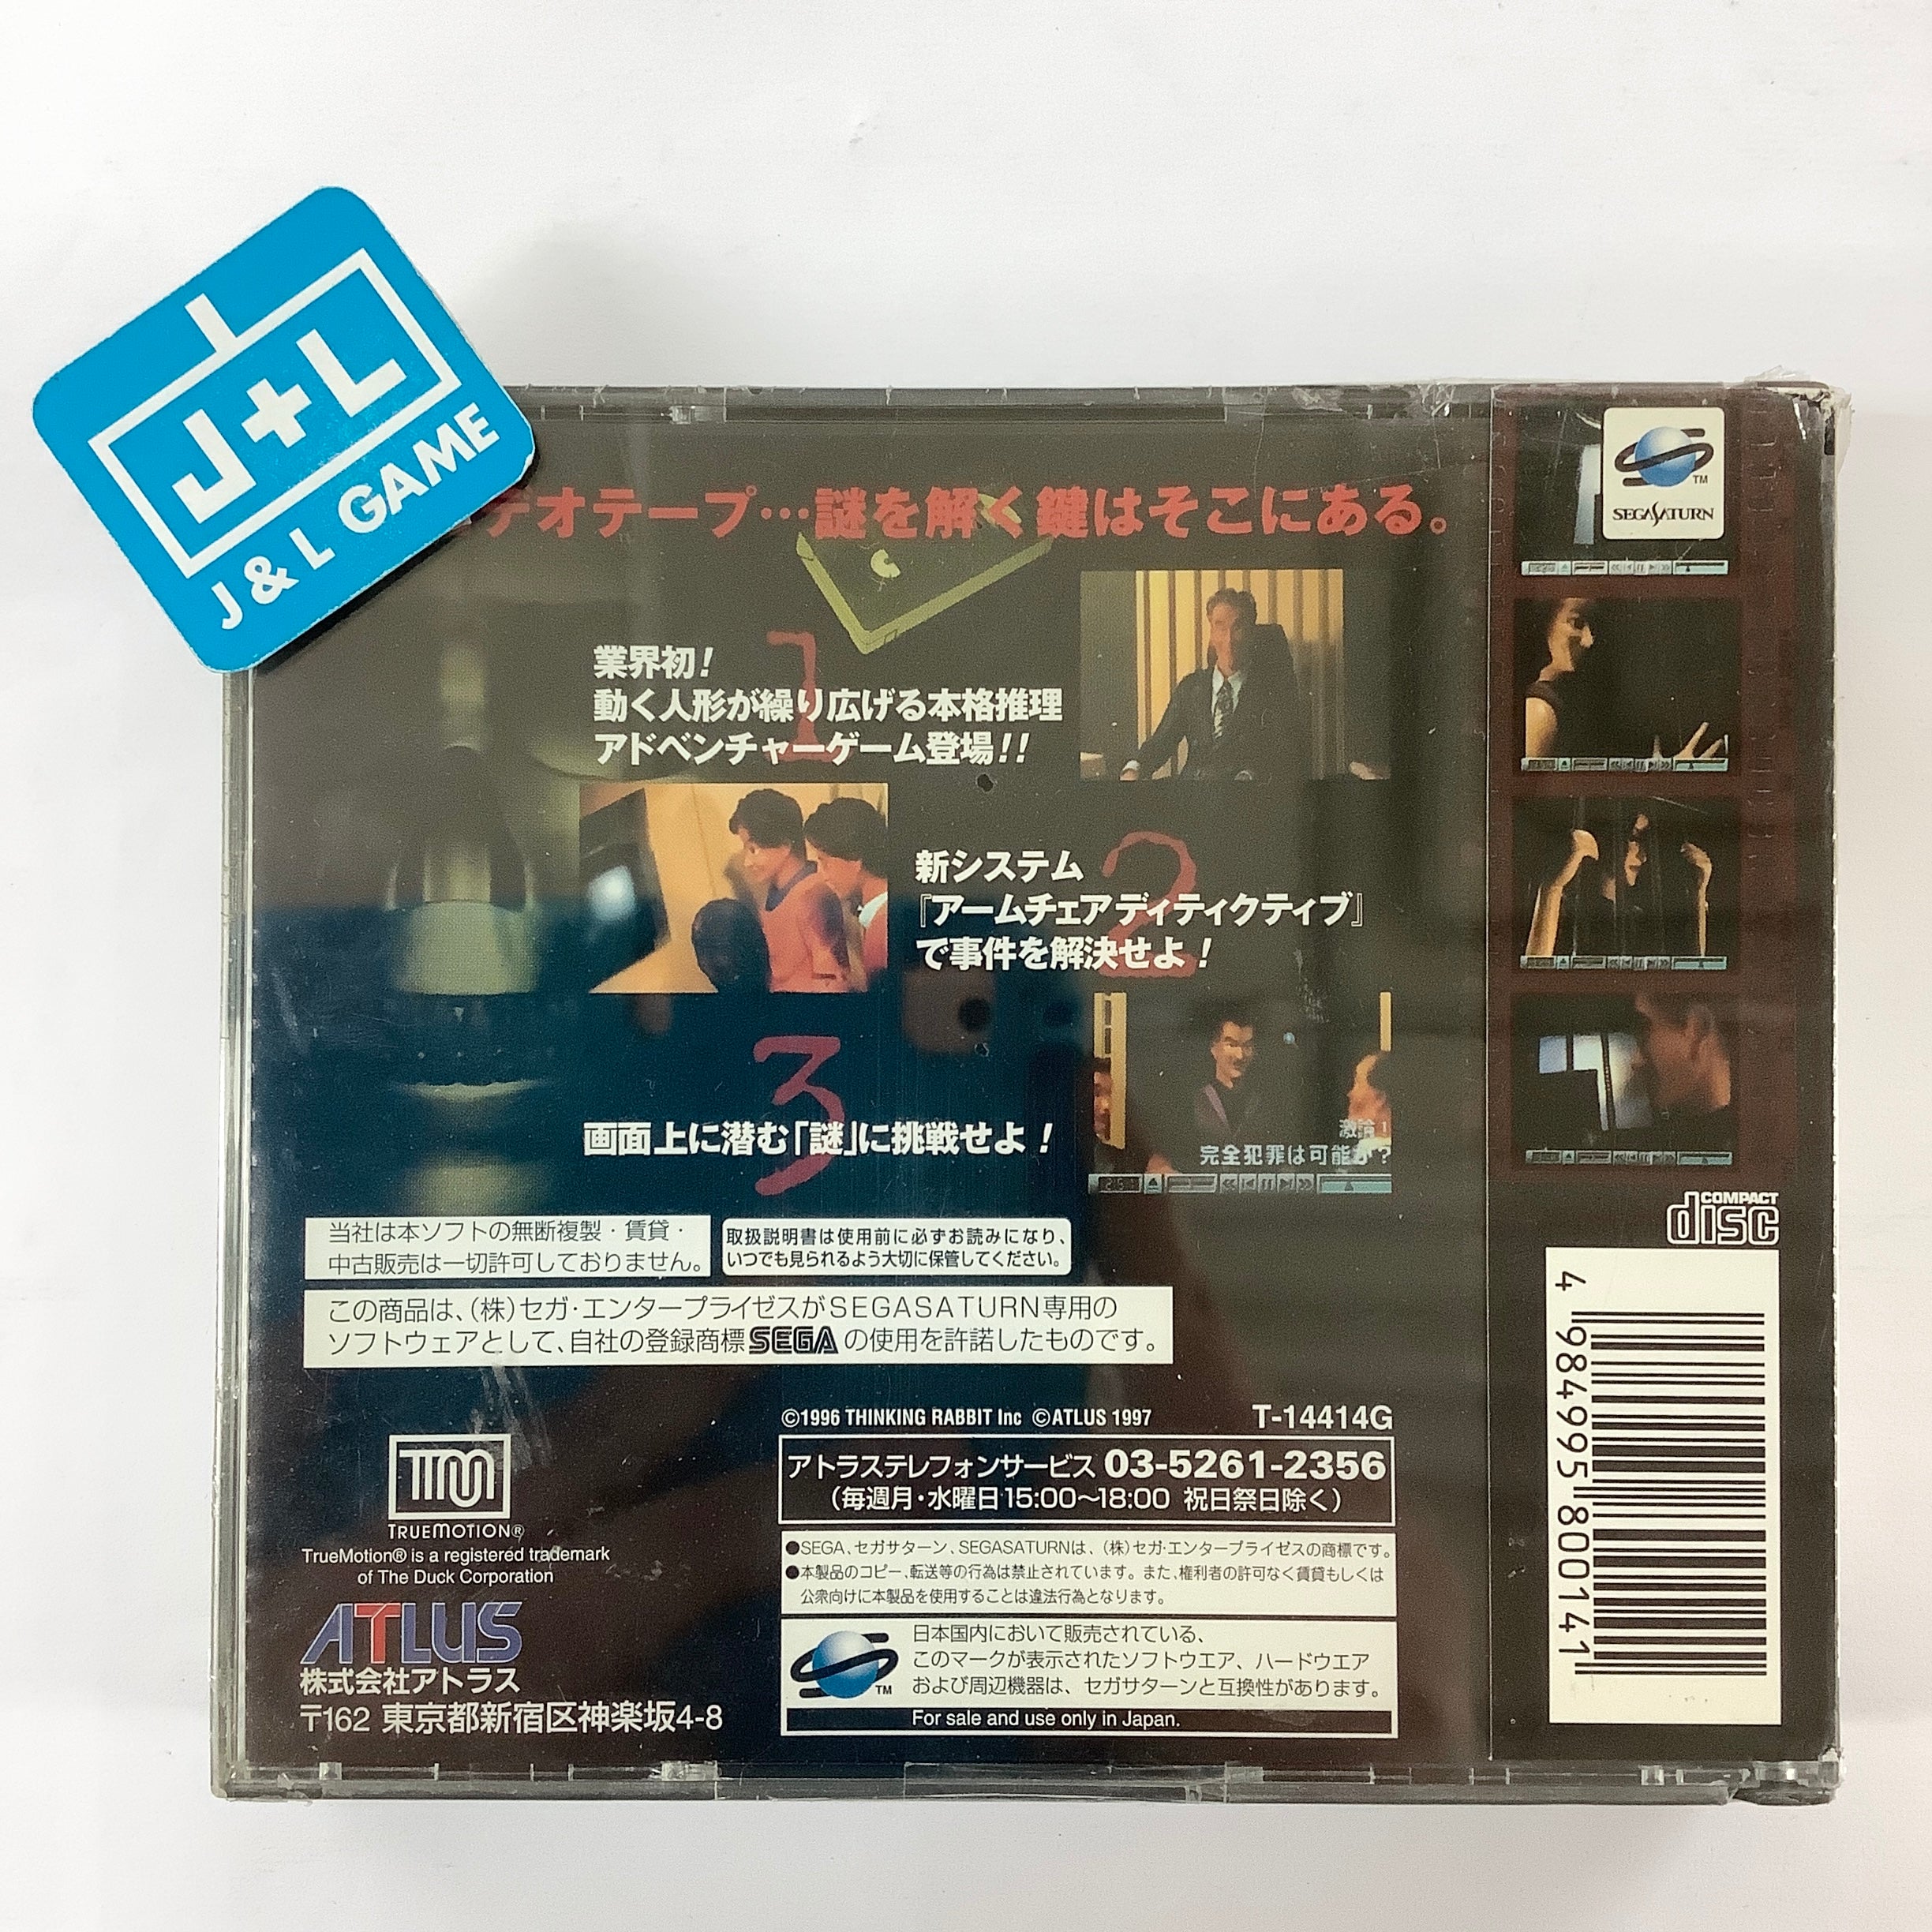 J+L
J & L GAME
デオテープ…謎を解く鍵はそこにある。
SEGA SATURN
TM
1
業界初!
動く人形が繰り広げる本格推理
アドベンチャーゲーム登場!!
2
新システム
『アームチェアディティクティブ』
で事件を解決せよ!
3
画面上に潜む「謎」に挑戦せよ!
激論!
完全犯罪は可能か?
当社は本ソフトの無断複製・賃貸・
中古販売は一切許可しておりません。
取扱説明書は使用前に必ずお読みになり、
いつでも見られるよう大切に保管してください。
この商品は、(株)セガ・エンタープライゼスがSEGASATURN専用の
ソフトウェアとして、自社の登録商標SEGAの使用を許諾したものです。
COMPACT
disc
4 984995 800141
©1996 THINKING RABBIT Inc ©ATLUS 1997
T-14414G
アトラステレフォンサービス 03-5261-2356
(毎週月・水曜日15:00〜18:00 祝日祭日除く)
TM
TRUEMOTION®
TrueMotion® is a registered trademark
of The Duck Corporation
ATLUS
株式会社アトラス
〒162 東京都新宿区神楽坂4-8
●SEGA、セガサターン、SEGASATURNは、(株)セガ・エンタープライゼスの商標です。
●本製品のコピー、転送等の行為は禁止されています。また、権利者の許可なく賃貸もしくは
公衆向けに本製品を使用することは違法行為となります。
TM
日本国内において販売されている、
このマークが表示されたソフトウエア、ハードウエア
および周辺機器は、セガサターンと互換性があります。
For sale and use only in Japan.